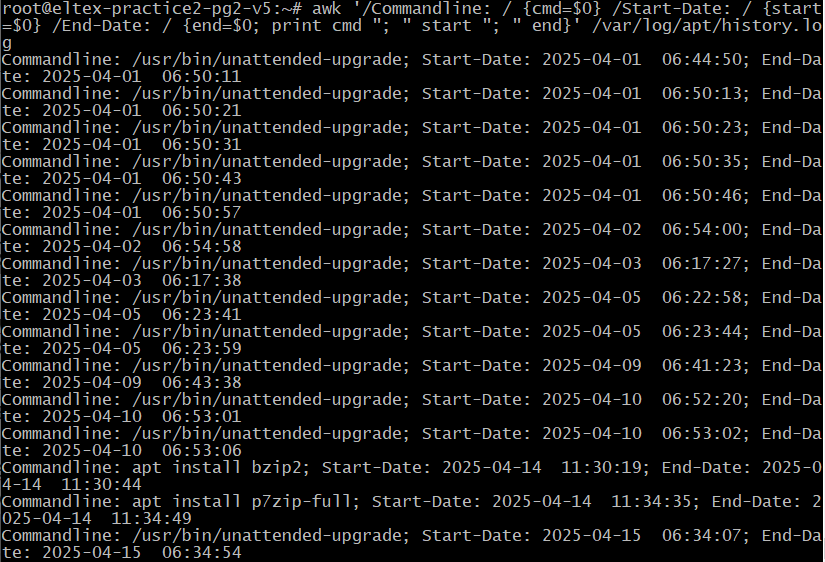 root@eltex-practice2-pg2-v5:~# awk '/Commandline: / {cmd=$0} /Start-Date: / {start
=$0} /End-Date: / {end=$0; print cmd "; " start "; " end}' /var/log/apt/history.lo
g
Commandline: /usr/bin/unattended-upgrade; Start-Date: 2025-04-01  06:44:50; End-Da
te: 2025-04-01  06:50:11
Commandline: /usr/bin/unattended-upgrade; Start-Date: 2025-04-01  06:50:13; End-Da
te: 2025-04-01  06:50:21
Commandline: /usr/bin/unattended-upgrade; Start-Date: 2025-04-01  06:50:23; End-Da
te: 2025-04-01  06:50:31
Commandline: /usr/bin/unattended-upgrade; Start-Date: 2025-04-01  06:50:35; End-Da
te: 2025-04-01  06:50:43
Commandline: /usr/bin/unattended-upgrade; Start-Date: 2025-04-01  06:50:46; End-Da
te: 2025-04-01  06:50:57
Commandline: /usr/bin/unattended-upgrade; Start-Date: 2025-04-02  06:54:00; End-Da
te: 2025-04-02  06:54:58
Commandline: /usr/bin/unattended-upgrade; Start-Date: 2025-04-03  06:17:27; End-Da
te: 2025-04-03  06:17:38
Commandline: /usr/bin/unattended-upgrade; Start-Date: 2025-04-05  06:22:58; End-Da
te: 2025-04-05  06:23:41
Commandline: /usr/bin/unattended-upgrade; Start-Date: 2025-04-05  06:23:44; End-Da
te: 2025-04-05  06:23:59
Commandline: /usr/bin/unattended-upgrade; Start-Date: 2025-04-09  06:41:23; End-Da
te: 2025-04-09  06:43:38
Commandline: /usr/bin/unattended-upgrade; Start-Date: 2025-04-10  06:52:20; End-Da
te: 2025-04-10  06:53:01
Commandline: /usr/bin/unattended-upgrade; Start-Date: 2025-04-10  06:53:02; End-Da
te: 2025-04-10  06:53:06
Commandline: apt install bzip2; Start-Date: 2025-04-14  11:30:19; End-Date: 2025-0
4-14  11:30:44
Commandline: apt install p7zip-full; Start-Date: 2025-04-14  11:34:35; End-Date: 2
025-04-14  11:34:49
Commandline: /usr/bin/unattended-upgrade; Start-Date: 2025-04-15  06:34:07; End-Da
te: 2025-04-15  06:34:54